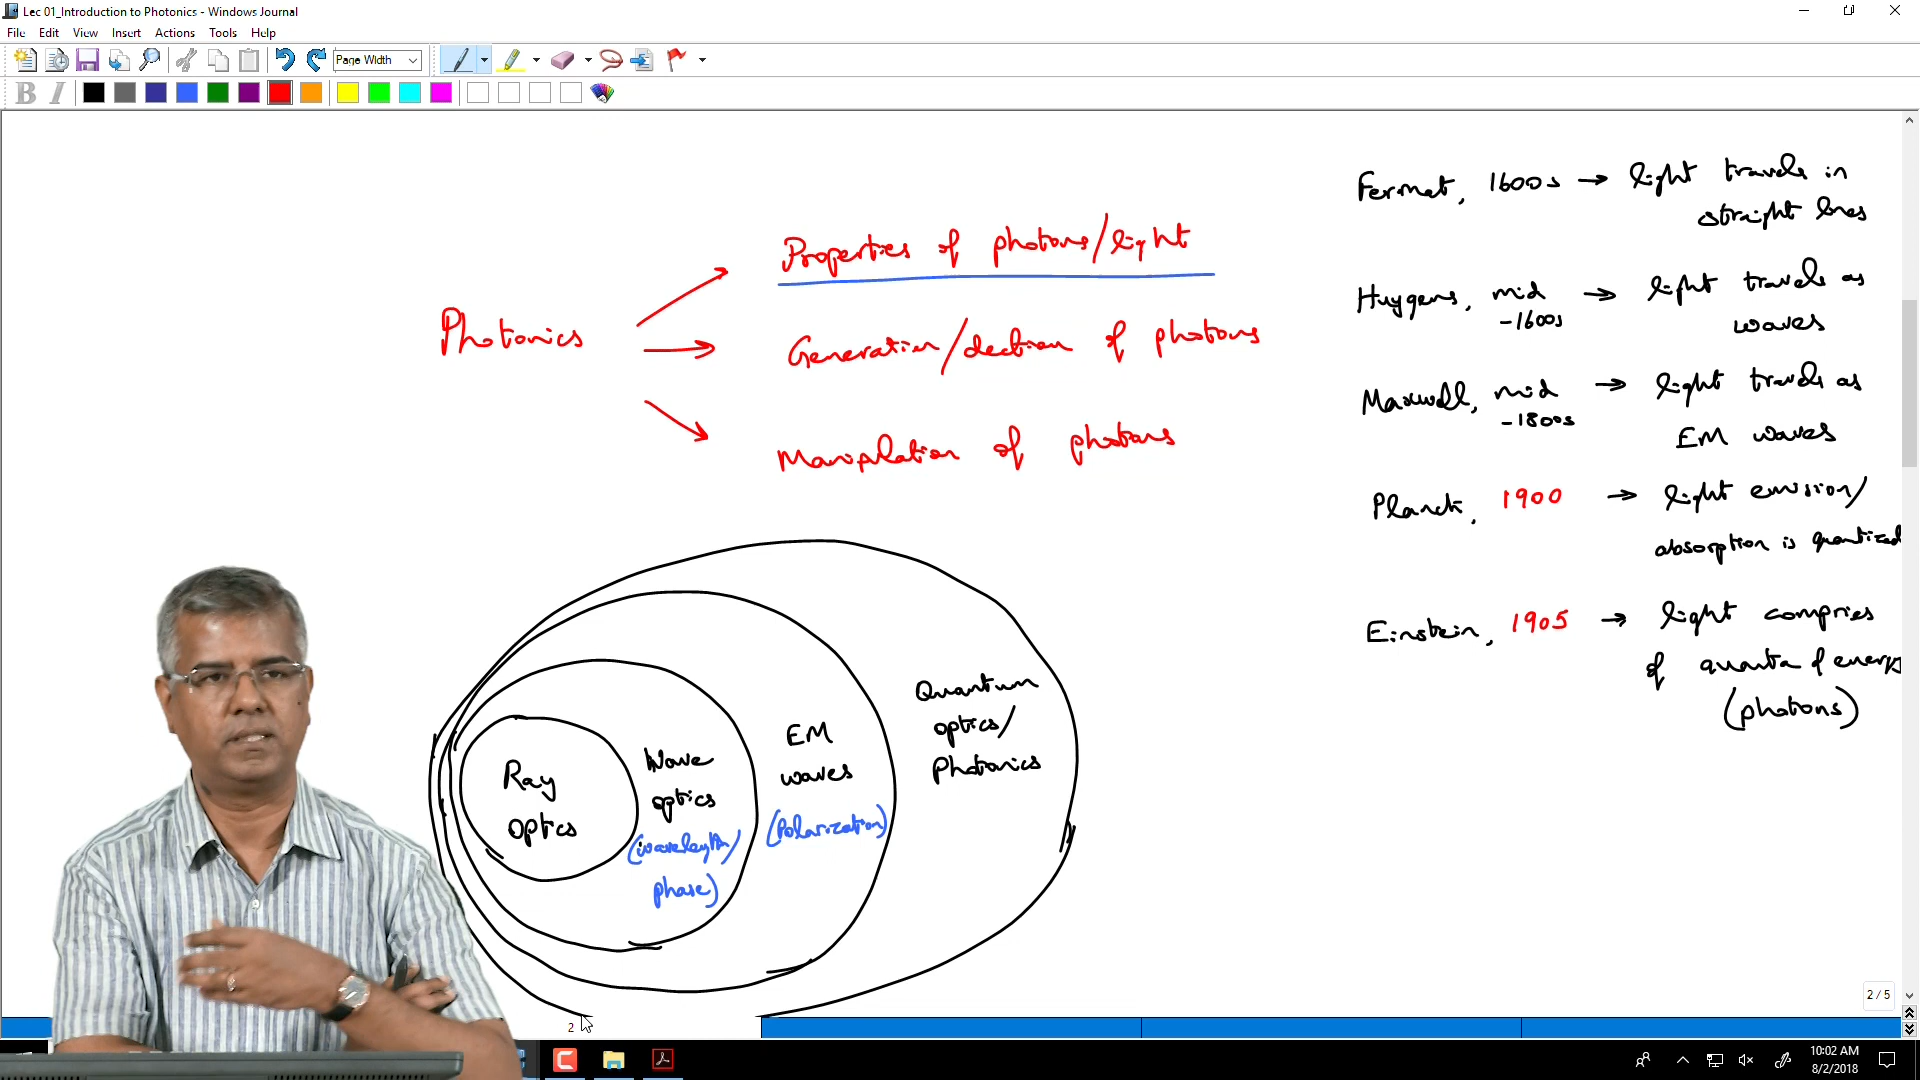 Lec 01_Introduction to Photonics - Windows Journal
File Edit View Insert Actions Tools Help
Page Width
B I
Photonics
Properties of photons/light
Generation/dection of photons
Manipulation of photons
Fermat, 1600s → light travels in
straight lines
Huygens, mid → light travels as
-1600s waves
Maxwell, mid → light travels as
-1800s EM waves
Planck, 1900 → light emission/
absorption is quantized
Einstein, 1905 → light compries
of quanta of energy
(photons)
Ray
Optics
Wave
optics
(wavelength/
phase)
EM
waves
(Polarization)
Quantum
optics/
Photonics
2 / 5
2
10:02 AM
8/2/2018